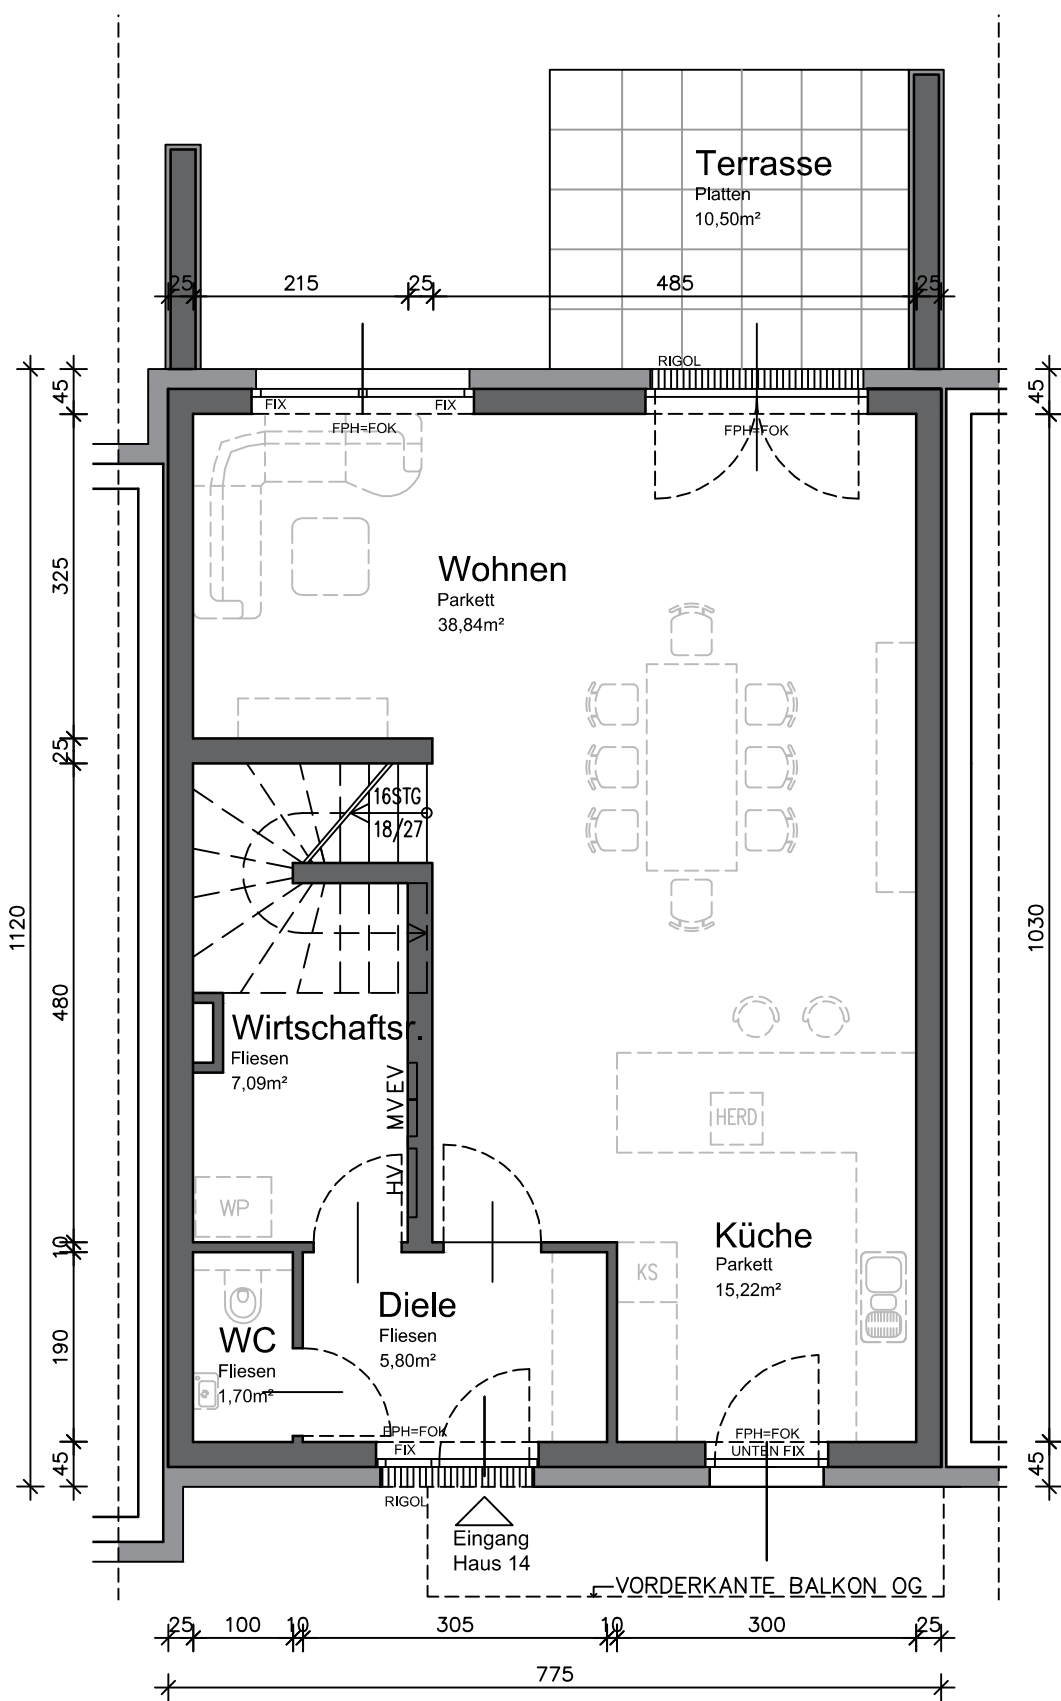 Terrasse
Platten
10,50m²
25
215
25
485
25
RIGOL
45
45
FIX
FIX
FPH=FOK
FPH=FOK
325
Wohnen
Parkett
38,84m²
25
16STG
18/27
1120
1030
480
Wirtschaftsr.
Fliesen
7,09m²
MV EV
HV
HERD
WP
10
Küche
Parkett
15,22m²
KS
Diele
Fliesen
5,80m²
190
WC
Fliesen
1,70m²
FPH=FOK
FIX
FPH=FOK
UNTEN FIX
45
45
RIGOL
Eingang
Haus 14
VORDERKANTE BALKON OG
25
100
10
305
10
300
25
775